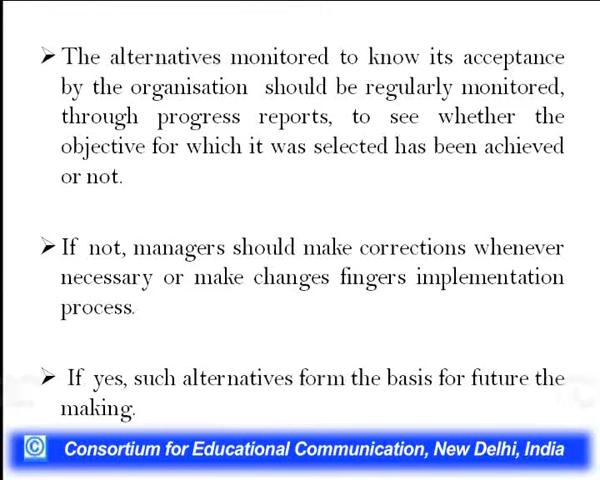 ➢ The alternatives monitored to know its acceptance
by the organisation should be regularly monitored,
through progress reports, to see whether the
objective for which it was selected has been achieved
or not.
➢ If not, managers should make corrections whenever
necessary or make changes fingers implementation
process.
➢ If yes, such alternatives form the basis for future the
making.
© Consortium for Educational Communication, New Delhi, India